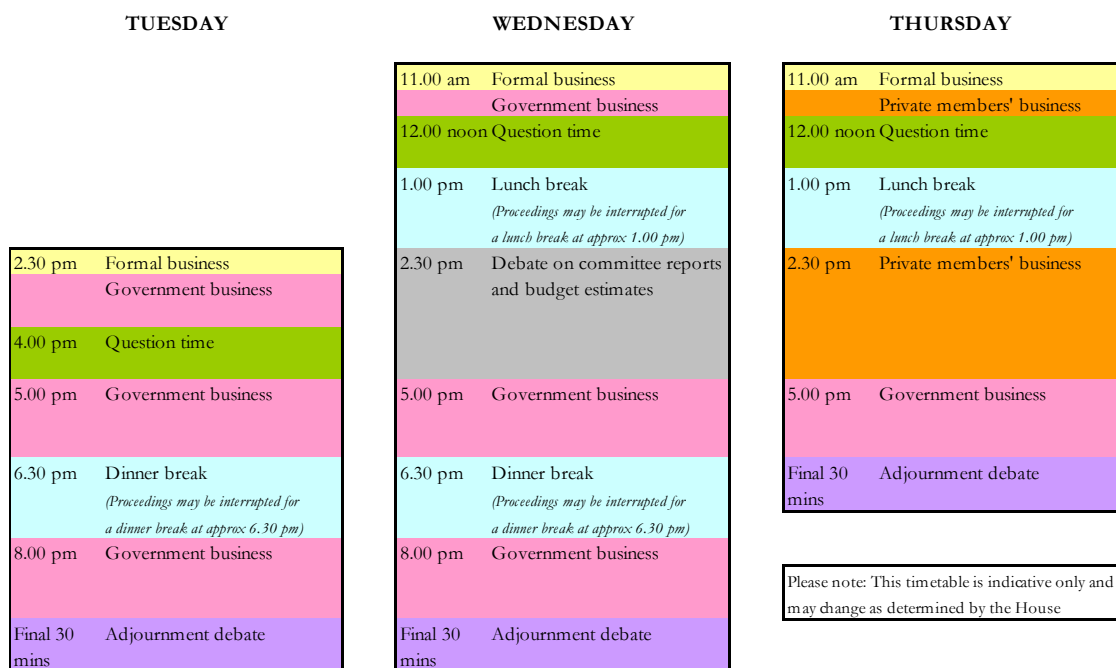 TUESDAY
2.30 pm Formal business
Government business
4.00 pm Question time
5.00 pm Government business
6.30 pm Dinner break
(Proceedings may be interrupted for
a dinner break at approx 6.30 pm)
8.00 pm Government business
Final 30 Adjournment debate
mins
WEDNESDAY
11.00 am Formal business
Government business
12.00 noon Question time
1.00 pm Lunch break
(Proceedings may be interrupted for
a lunch break at approx 1.00 pm)
2.30 pm Debate on committee reports
and budget estimates
5.00 pm Government business
6.30 pm Dinner break
(Proceedings may be interrupted for
a dinner break at approx 6.30 pm)
8.00 pm Government business
Final 30 Adjournment debate
mins
THURSDAY
11.00 am Formal business
Private members' business
12.00 noon Question time
1.00 pm Lunch break
(Proceedings may be interrupted for
a lunch break at approx 1.00 pm)
2.30 pm Private members' business
5.00 pm Government business
Final 30 Adjournment debate
mins
Please note: This timetable is indicative only and
may change as determined by the House